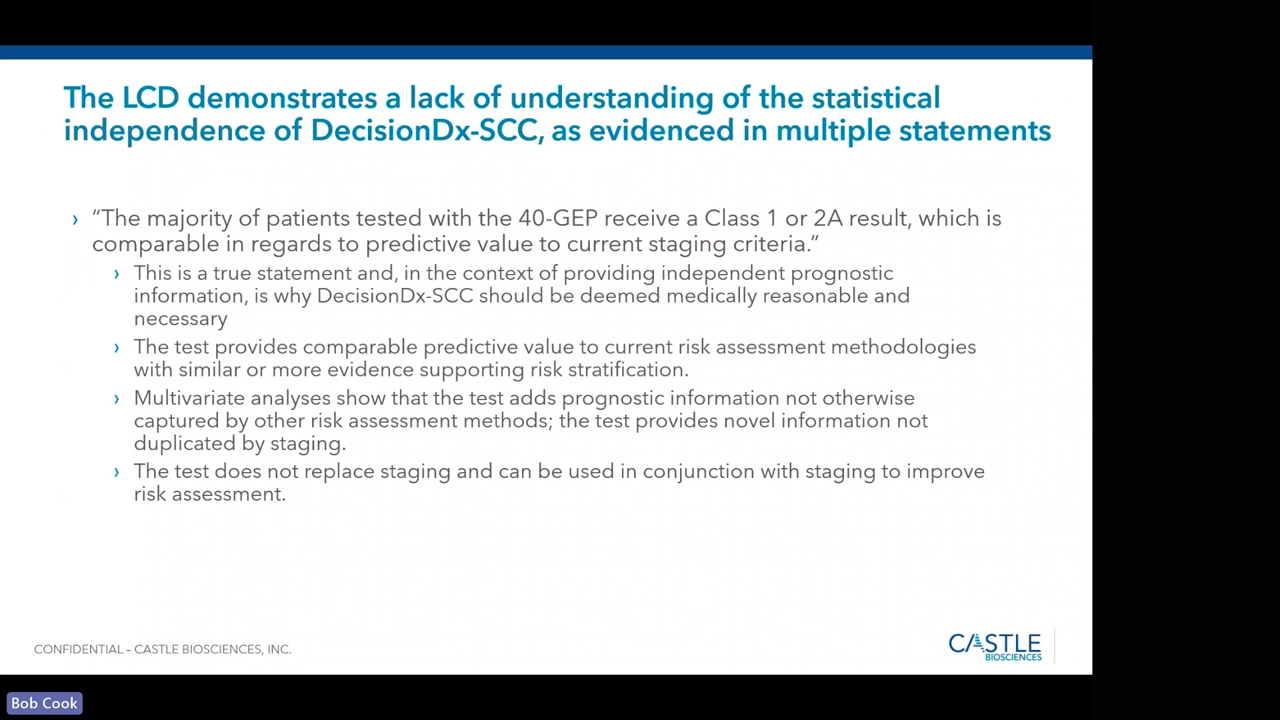 The LCD demonstrates a lack of understanding of the statistical
independence of DecisionDx-SCC, as evidenced in multiple statements
› “The majority of patients tested with the 40-GEP receive a Class 1 or 2A result, which is
comparable in regards to predictive value to current staging criteria.”
› This is a true statement and, in the context of providing independent prognostic
information, is why DecisionDx-SCC should be deemed medically reasonable and
necessary
› The test provides comparable predictive value to current risk assessment methodologies
with similar or more evidence supporting risk stratification.
› Multivariate analyses show that the test adds prognostic information not otherwise
captured by other risk assessment methods; the test provides novel information not
duplicated by staging.
› The test does not replace staging and can be used in conjunction with staging to improve
risk assessment.
CONFIDENTIAL – CASTLE BIOSCIENCES, INC.
CASTLE
BIOSCIENCES
Bob Cook